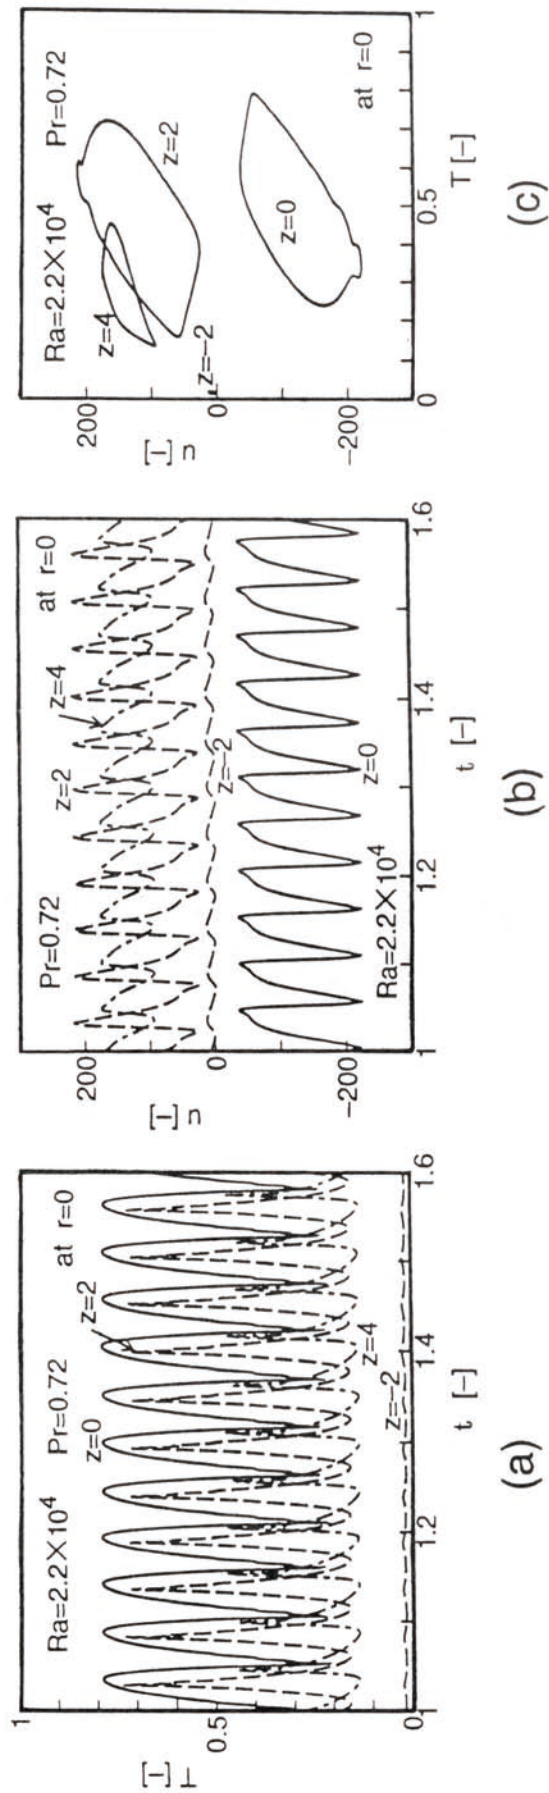 Ra=2.2×10⁴ Pr=0.72 at r=0
z=0
z=2
z=4
z=-2
T [-]
1
0.5
0
1
1.2
1.4
1.6
t [-]
(a)
Pr=0.72
z=2
z=4
at r=0
z=-2
z=0
Ra=2.2×10⁴
u [-]
200
0
-200
1
1.2
1.4
1.6
t [-]
(b)
Ra=2.2×10⁴ Pr=0.72
z=4
z=2
z=-2
z=0
at r=0
u [-]
200
0
-200
0
0.5
1
T [-]
(c)